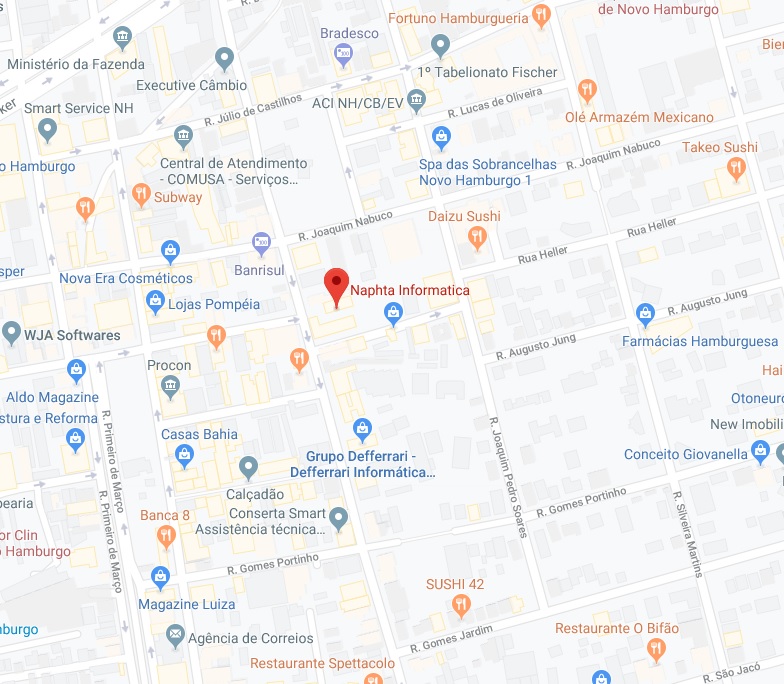 Fortuno Hamburgueria
de Novo Hamburgo
Bradesco
Bier
Ministério da Fazenda
Executive Câmbio
1º Tabelionato Fischer
Smart Service NH
R. Júlio de Castilhos
ACI NH/CB/EV
R. Lucas de Oliveira
Olé Armazém Mexicano
o Hamburgo
Central de Atendimento
- COMUSA - Serviços...
Spa das Sobrancelhas
Novo Hamburgo 1
R. Joaquim Nabuco
Takeo Sushi
Subway
R. Joaquim Nabuco
Daizu Sushi
Rua Heller
Rua Heller
sper
Nova Era Cosméticos
Banrisul
Naphta Informatica
Lojas Pompéia
R. Augusto Jung
WJA Softwares
R. Augusto Jung
Farmácias Hamburguesa
Procon
Hai
Aldo Magazine
Otoneuro
stura e Reforma
R. Primeiro de Março
Casas Bahia
R. Joaquim Pedro Soares
New Imobili
Grupo Defferrari -
Defferrari Informática...
Conceito Giovanella
Calçadão
R. Primeiro de Março
pearia
Banca 8
Conserta Smart
Assistência técnica...
R. Gomes Portinho
R. Silveira Martins
or Clin
o Hamburgo
R. Gomes Portinho
SUSHI 42
Magazine Luiza
nburgo
Agência de Correios
R. Gomes Jardim
Restaurante O Bifão
Restaurante Spettacolo
R. São Jacó